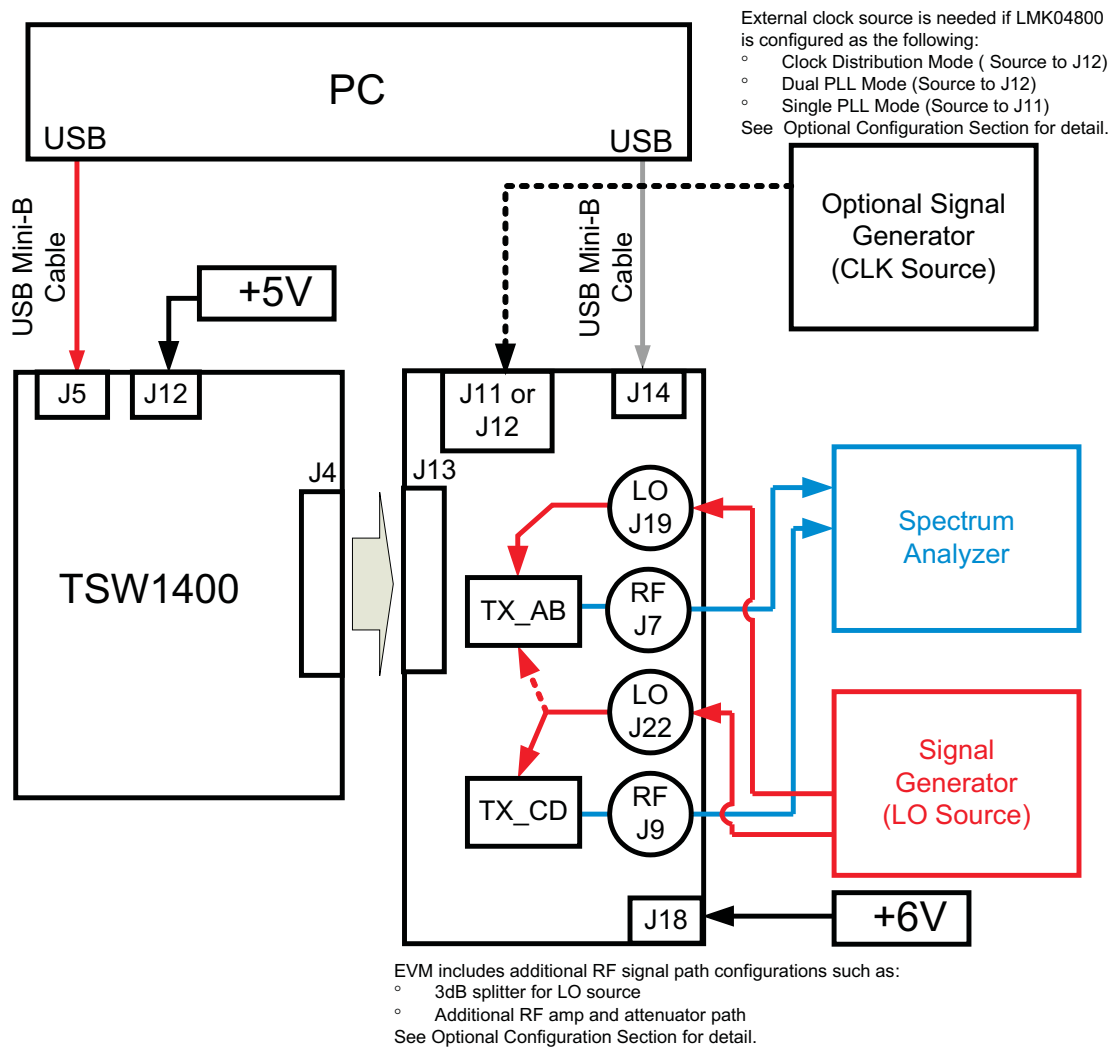 External clock source is needed if LMK04800
is configured as the following:
° Clock Distribution Mode ( Source to J12)
° Dual PLL Mode (Source to J12)
° Single PLL Mode (Source to J11)
See Optional Configuration Section for detail.
PC
USB
USB
USB Mini-B
Cable
USB Mini-B
Cable
Optional Signal
Generator
(CLK Source)
+5V
J5
J12
J11 or
J12
J14
J4
J13
TSW1400
LO
J19
TX_AB
RF
J7
LO
J22
TX_CD
RF
J9
Spectrum
Analyzer
Signal
Generator
(LO Source)
J18
+6V
EVM includes additional RF signal path configurations such as:
° 3dB splitter for LO source
° Additional RF amp and attenuator path
See Optional Configuration Section for detail.